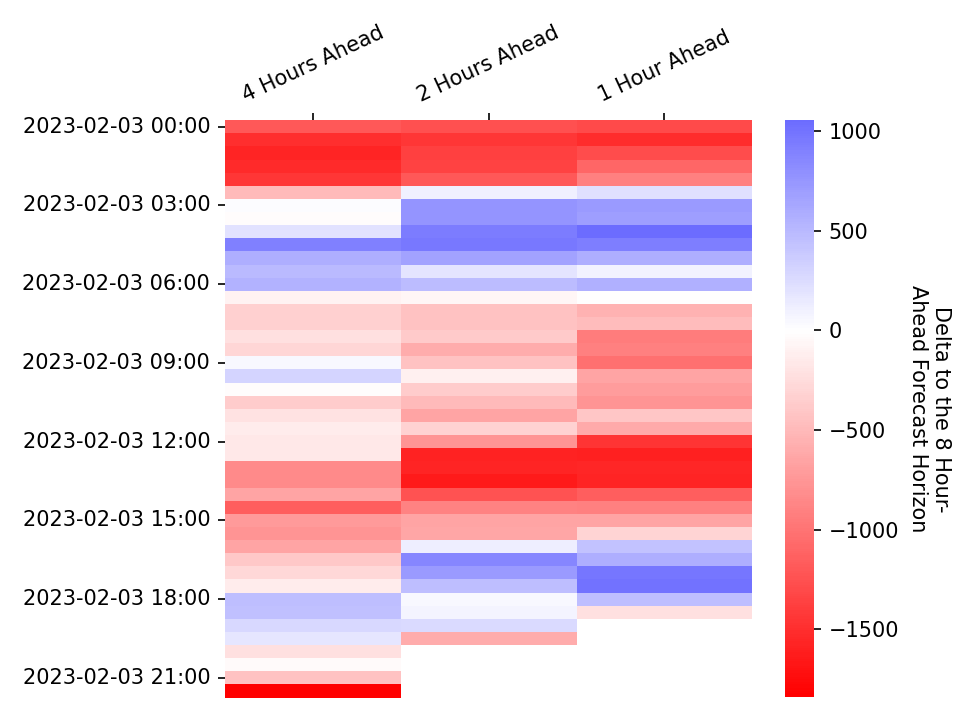 4 Hours Ahead
2 Hours Ahead
1 Hour Ahead
2023-02-03 00:00
2023-02-03 03:00
2023-02-03 06:00
2023-02-03 09:00
2023-02-03 12:00
2023-02-03 15:00
2023-02-03 18:00
2023-02-03 21:00
1000
500
0
−500
−1000
−1500
Delta to the 8 Hour-
Ahead Forecast Horizon